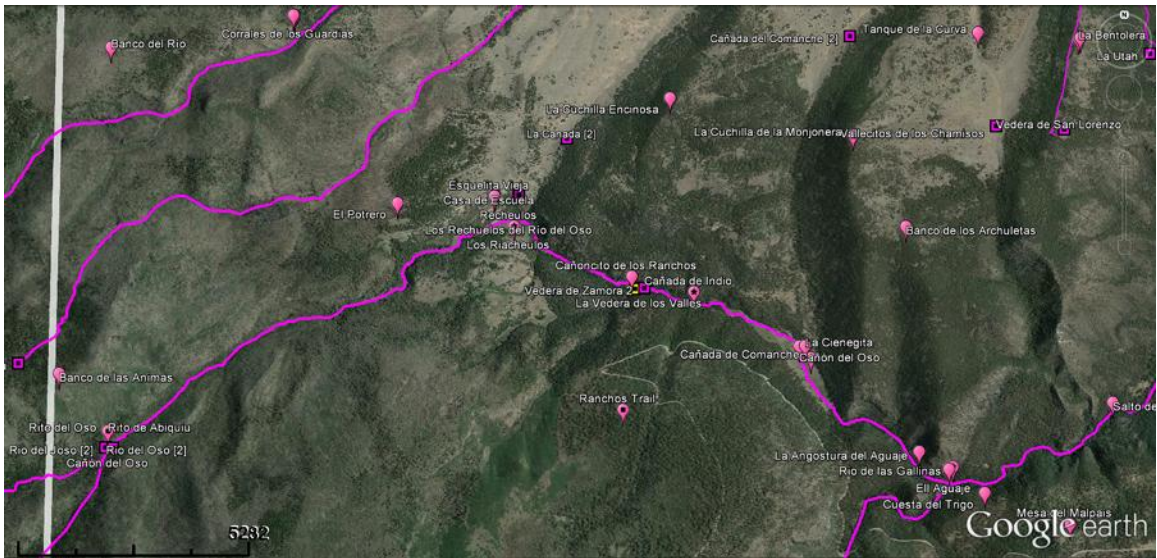 Corrales de los Guardias
Banco del Rio
Cañada del Comanche [2]
Tanque de la Curva
La Bentolera
La Utah
La Cuchilla Encinosa
La Cañada [2]
La Cuchilla de la Monjonera
Vallecitos de los Chamisos
Vedera de San Lorenzo
Esquelita Vieja
Casa de Escuela
Recheulos
El Potrero
Los Rechuelos del Rio del Oso
Los Riacheulos
Banco de los Archuletas
Cañoncito de los Ranchos
Cañada de Indio
Vedera de Zamora 2
La Vedera de los Valles
La Cienegita
Cañada de Comanche
Cañon del Oso
Banco de las Animas
Ranchos Trail
Salto de
Rito del Oso
Rito de Abiquiu
Rio del Joso [2]
Rio del Oso [2]
Cañon del Oso
La Angostura del Aguaje
Rio de las Gallinas
Ell Aguaje
Cuesta del Trigo
Mesa del Malpais
Google earth
5282
N